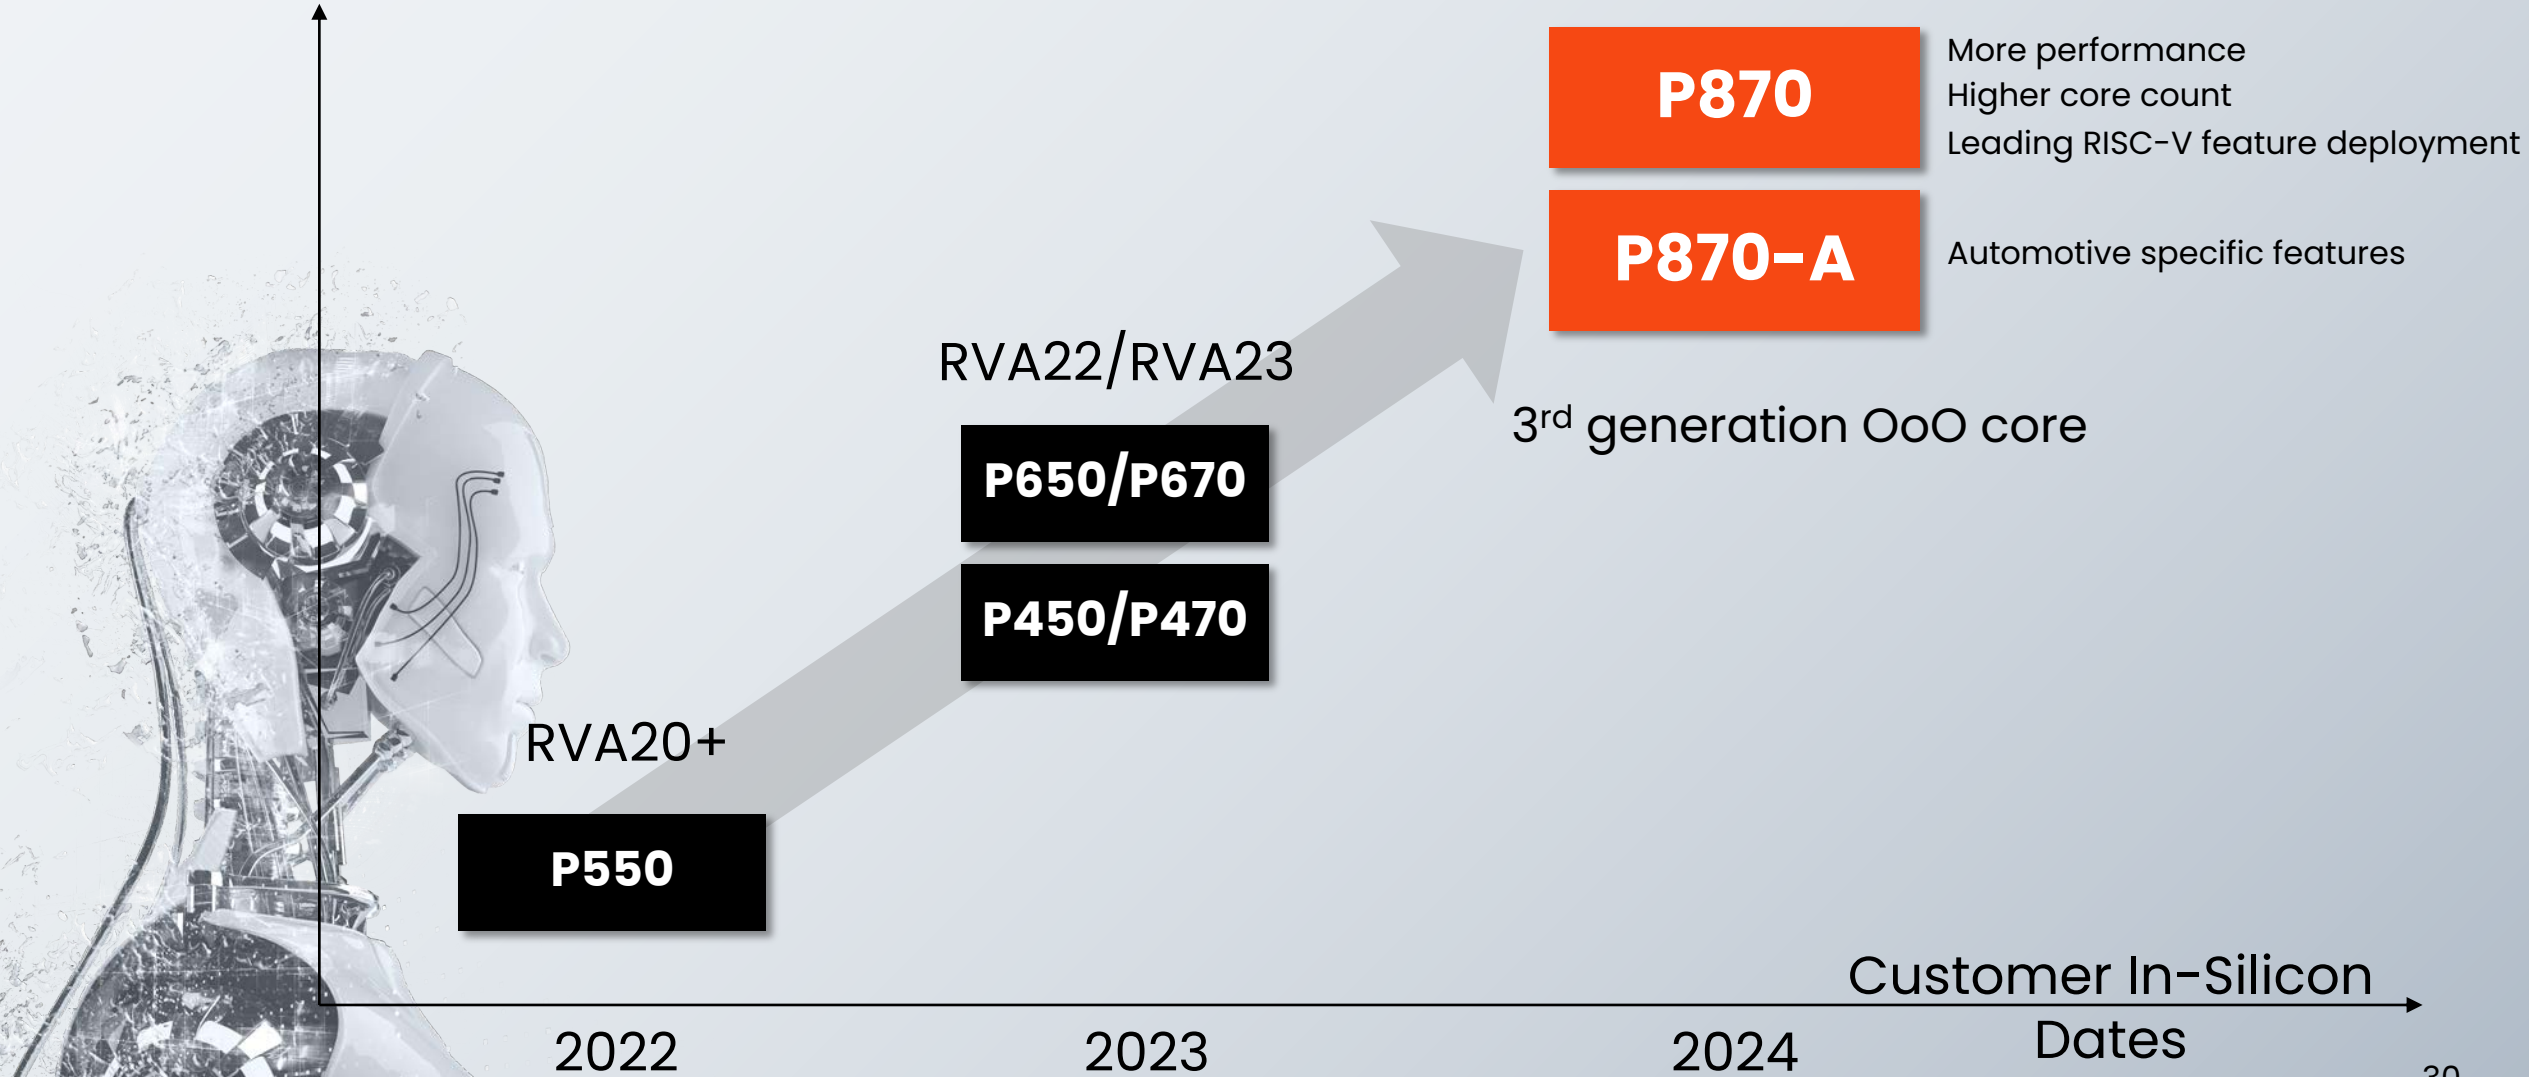 P870
More performance
Higher core count
Leading RISC-V feature deployment
P870-A
Automotive specific features
RVA22/RVA23
3rd generation OoO core
P650/P670
P450/P470
RVA20+
P550
Customer In-Silicon
Dates
2022
2023
2024
30